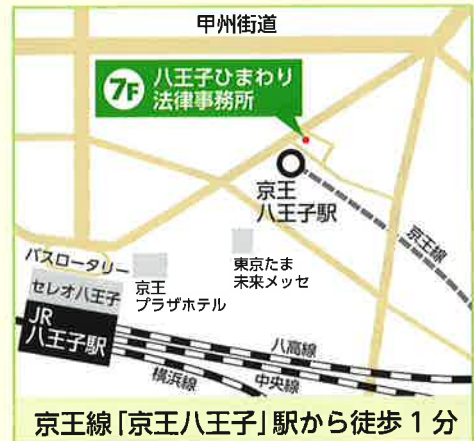 甲州街道
7F
八王子ひまわり
法律事務所
京王
八王子駅
京王線
バスロータリー
セレオ八王子
京王
プラザホテル
東京たま
未来メッセ
JR
八王子駅
八高線
中央線
横浜線
京王線「京王八王子」駅から徒歩1分